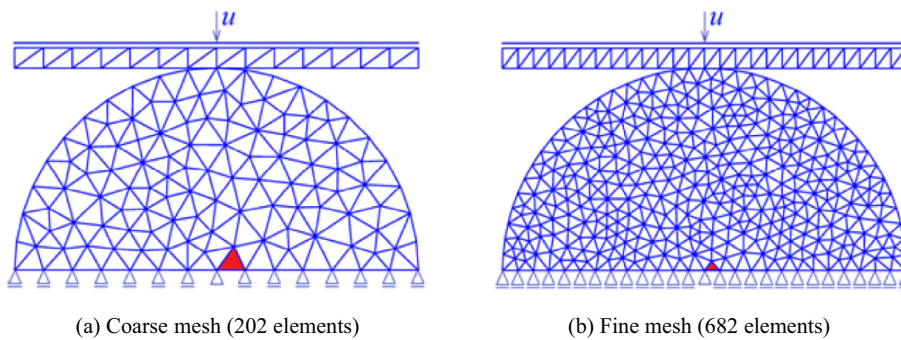 u
u
(a) Coarse mesh (202 elements)
(b) Fine mesh (682 elements)